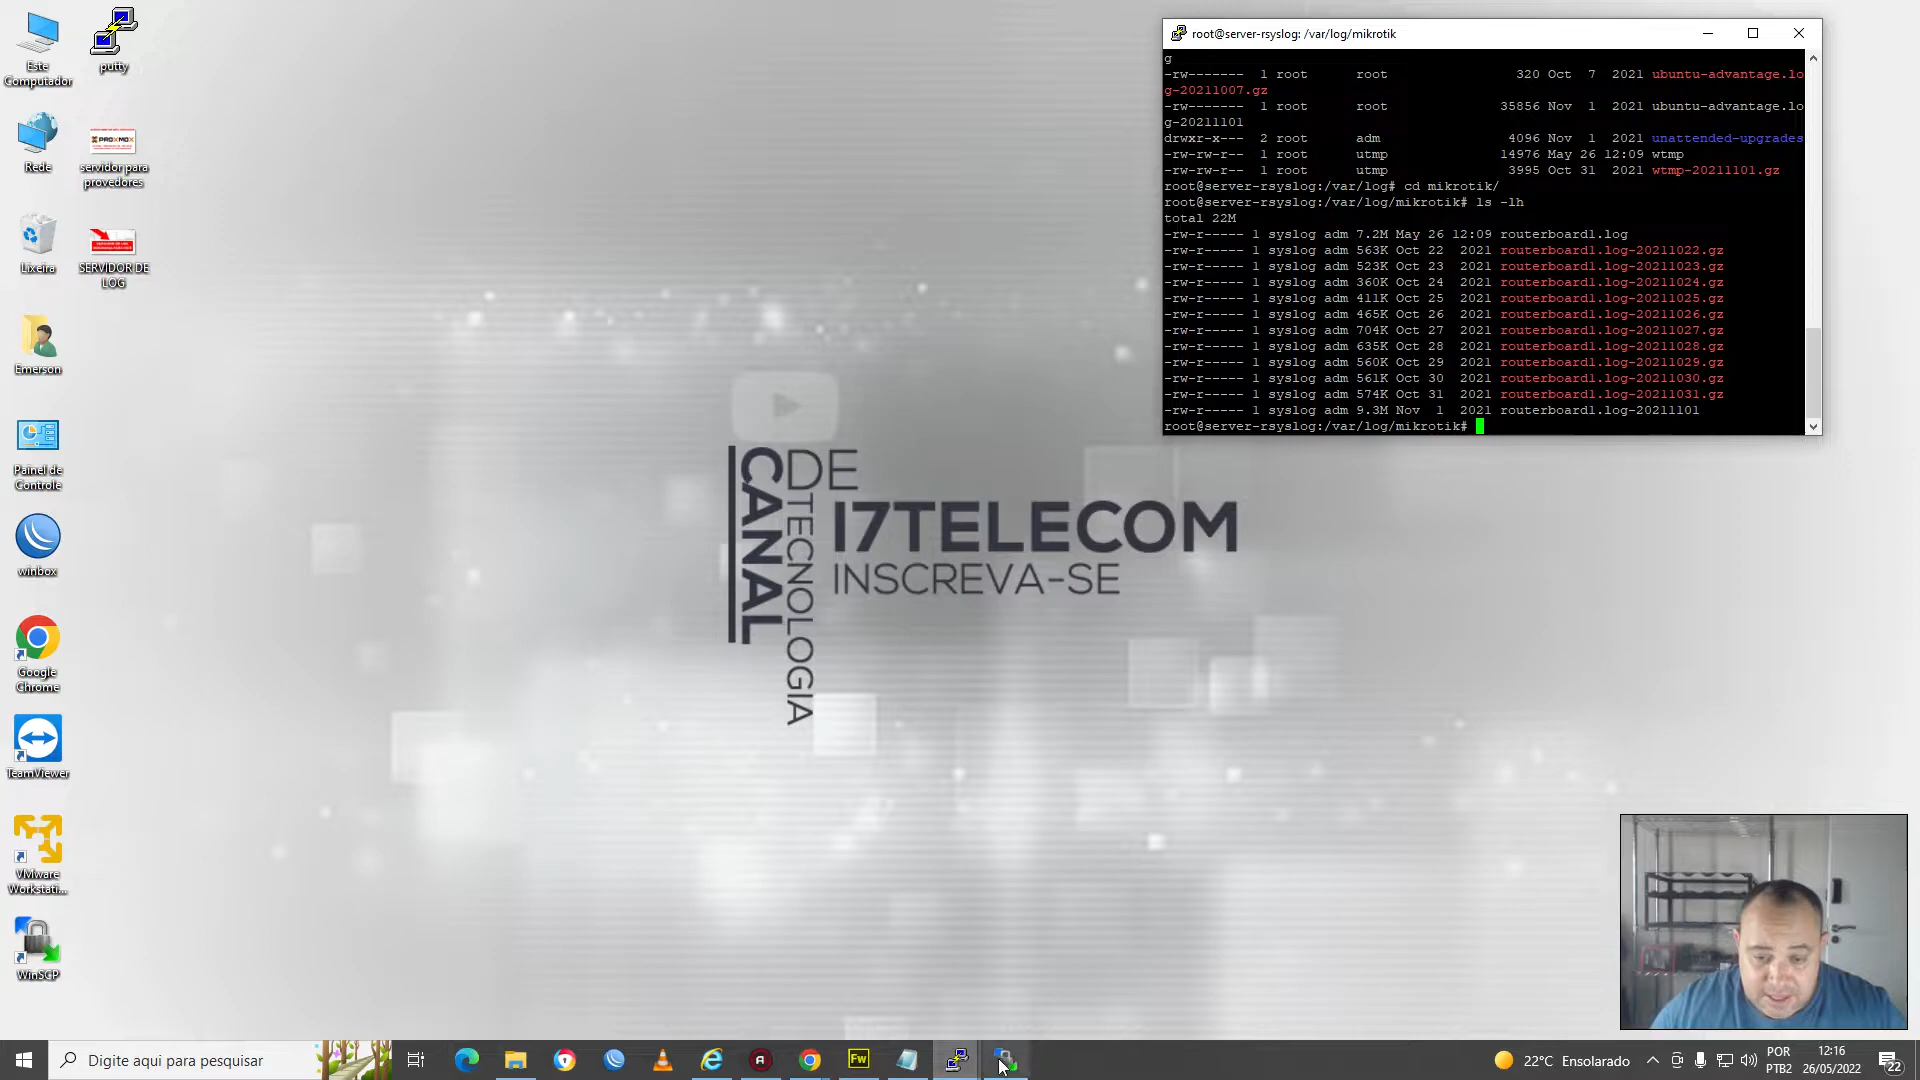 Este
Computador
putty
Rede
servidor para
provedores
PROXMOX
Lixeira
SERVIDOR DE
LOG
Emerson
Painel de
Controle
winbox
Google
Chrome
TeamViewer
VMware
Workstati...
WinSCP
root@server-rsyslog: /var/log/mikrotik
g
-rw------- 1 root root 320 Oct 7 2021 ubuntu-advantage.lo
g-20211007.gz
-rw------- 1 root root 35856 Nov 1 2021 ubuntu-advantage.lo
g-20211101
drwxr-x--- 2 root adm 4096 Nov 1 2021 unattended-upgrades
-rw-rw-r-- 1 root utmp 14976 May 26 12:09 wtmp
-rw-rw-r-- 1 root utmp 3995 Oct 31 2021 wtmp-20211101.gz
root@server-rsyslog:/var/log# cd mikrotik/
root@server-rsyslog:/var/log/mikrotik# ls -lh
total 22M
-rw-r----- 1 syslog adm 7.2M May 26 12:09 routerboard1.log
-rw-r----- 1 syslog adm 563K Oct 22 2021 routerboard1.log-20211022.gz
-rw-r----- 1 syslog adm 523K Oct 23 2021 routerboard1.log-20211023.gz
-rw-r----- 1 syslog adm 360K Oct 24 2021 routerboard1.log-20211024.gz
-rw-r----- 1 syslog adm 411K Oct 25 2021 routerboard1.log-20211025.gz
-rw-r----- 1 syslog adm 465K Oct 26 2021 routerboard1.log-20211026.gz
-rw-r----- 1 syslog adm 704K Oct 27 2021 routerboard1.log-20211027.gz
-rw-r----- 1 syslog adm 635K Oct 28 2021 routerboard1.log-20211028.gz
-rw-r----- 1 syslog adm 560K Oct 29 2021 routerboard1.log-20211029.gz
-rw-r----- 1 syslog adm 561K Oct 30 2021 routerboard1.log-20211030.gz
-rw-r----- 1 syslog adm 574K Oct 31 2021 routerboard1.log-20211031.gz
-rw-r----- 1 syslog adm 9.3M Nov 1 2021 routerboard1.log-20211101
root@server-rsyslog:/var/log/mikrotik#
CANAL
DE
TECNOLOGIA
I7TELECOM
INSCREVA-SE
Digite aqui para pesquisar
Fw
22°C Ensolarado
POR
PTB2
12:16
26/05/2022
22